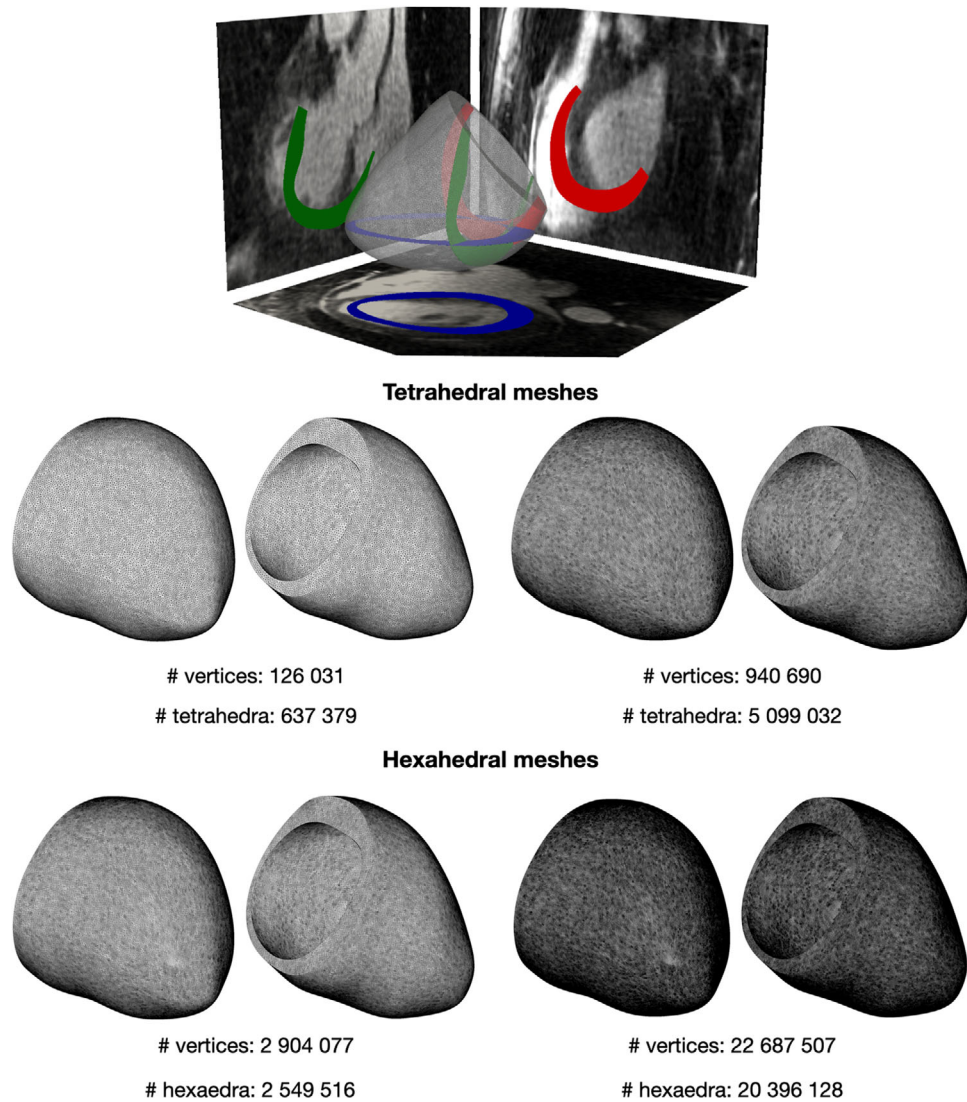 Tetrahedral meshes
# vertices: 126 031
# vertices: 940 690
# tetrahedra: 637 379
# tetrahedra: 5 099 032
Hexahedral meshes
# vertices: 2 904 077
# vertices: 22 687 507
# hexaedra: 2 549 516
# hexaedra: 20 396 128